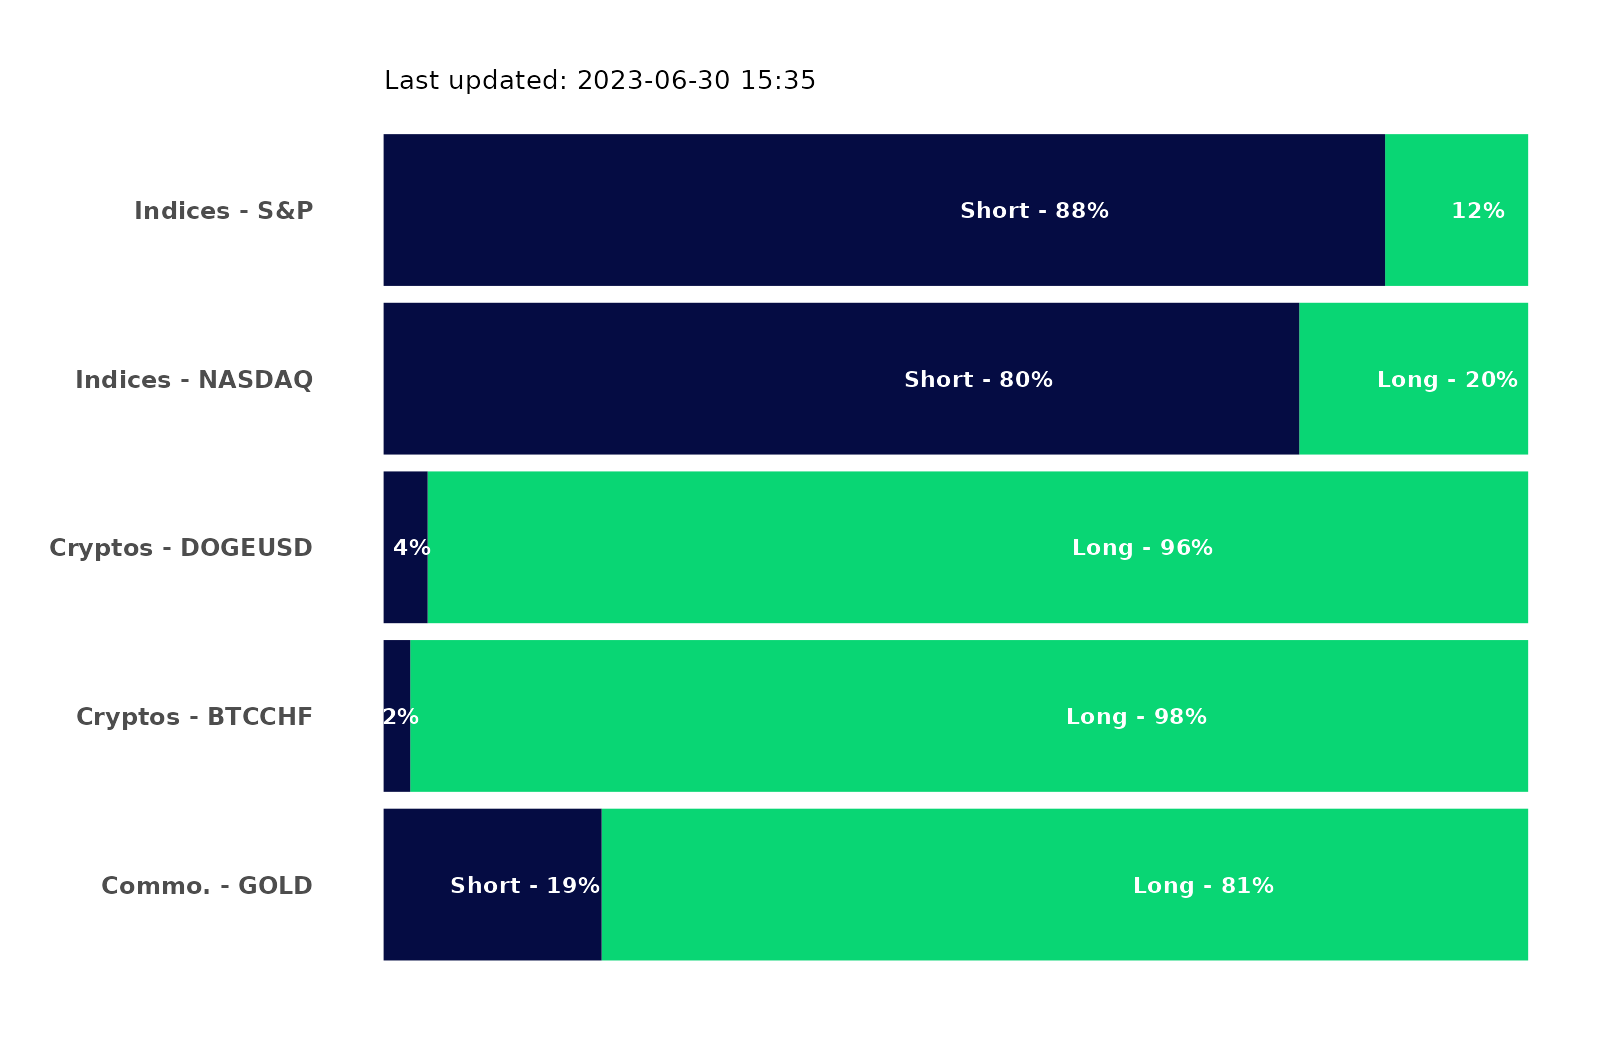 Last updated: 2023-06-30 15:35
Indices - S&P Short - 88% 12%
Indices - NASDAQ Short - 80% Long - 20%
Cryptos - DOGEUSD 4% Long - 96%
Cryptos - BTCCHF 2% Long - 98%
Commo. - GOLD Short - 19% Long - 81%